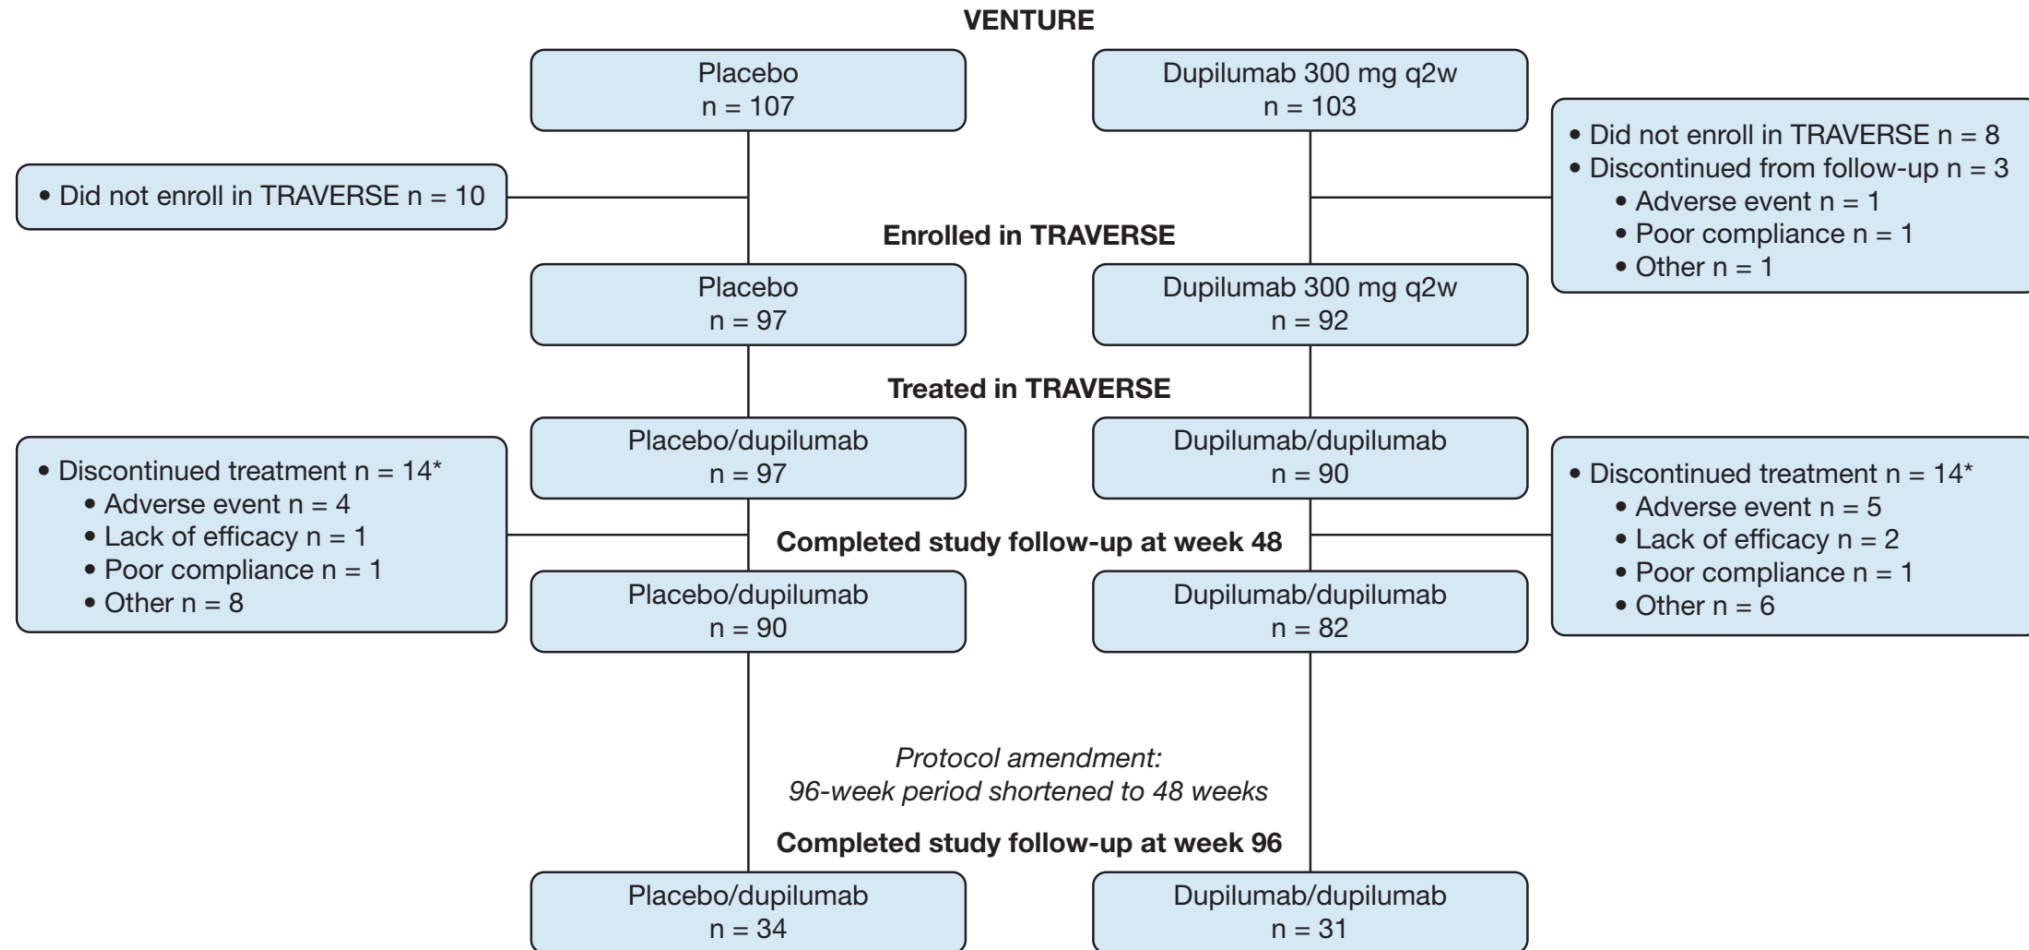 VENTURE
Placebo
n = 107
Dupilumab 300 mg q2w
n = 103
• Did not enroll in TRAVERSE n = 10
• Did not enroll in TRAVERSE n = 8
• Discontinued from follow-up n = 3
• Adverse event n = 1
• Poor compliance n = 1
• Other n = 1
Enrolled in TRAVERSE
Placebo
n = 97
Dupilumab 300 mg q2w
n = 92
Treated in TRAVERSE
Placebo/dupilumab
n = 97
Dupilumab/dupilumab
n = 90
• Discontinued treatment n = 14*
• Adverse event n = 4
• Lack of efficacy n = 1
• Poor compliance n = 1
• Other n = 8
• Discontinued treatment n = 14*
• Adverse event n = 5
• Lack of efficacy n = 2
• Poor compliance n = 1
• Other n = 6
Completed study follow-up at week 48
Placebo/dupilumab
n = 90
Dupilumab/dupilumab
n = 82
Protocol amendment:
96-week period shortened to 48 weeks
Completed study follow-up at week 96
Placebo/dupilumab
n = 34
Dupilumab/dupilumab
n = 31